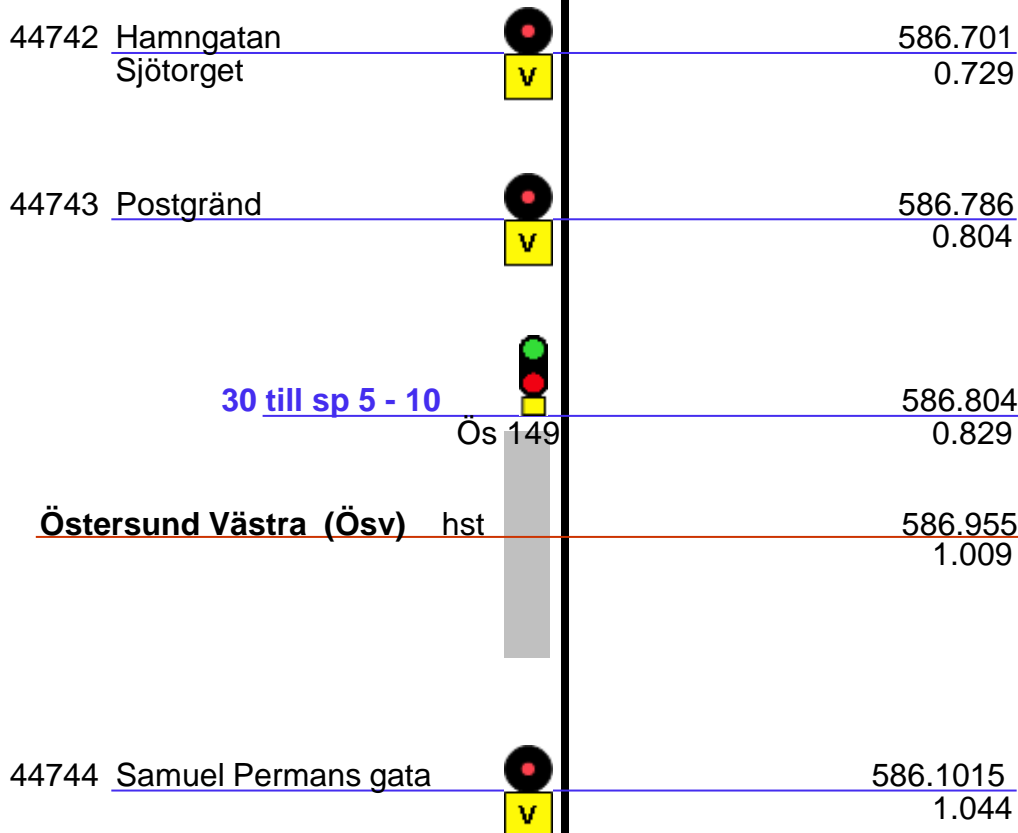 44742 Hamngatan 586.701
Sjötorget V 0.729
44743 Postgränd 586.786
V 0.804
30 till sp 5 - 10 586.804
Ös 149 0.829
Östersund Västra (Ösv) hst 586.955
1.009
44744 Samuel Permans gata 586.1015
V 1.044